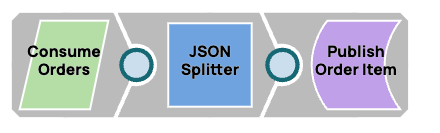 Consume
Orders
JSON
Splitter
Publish
Order Item